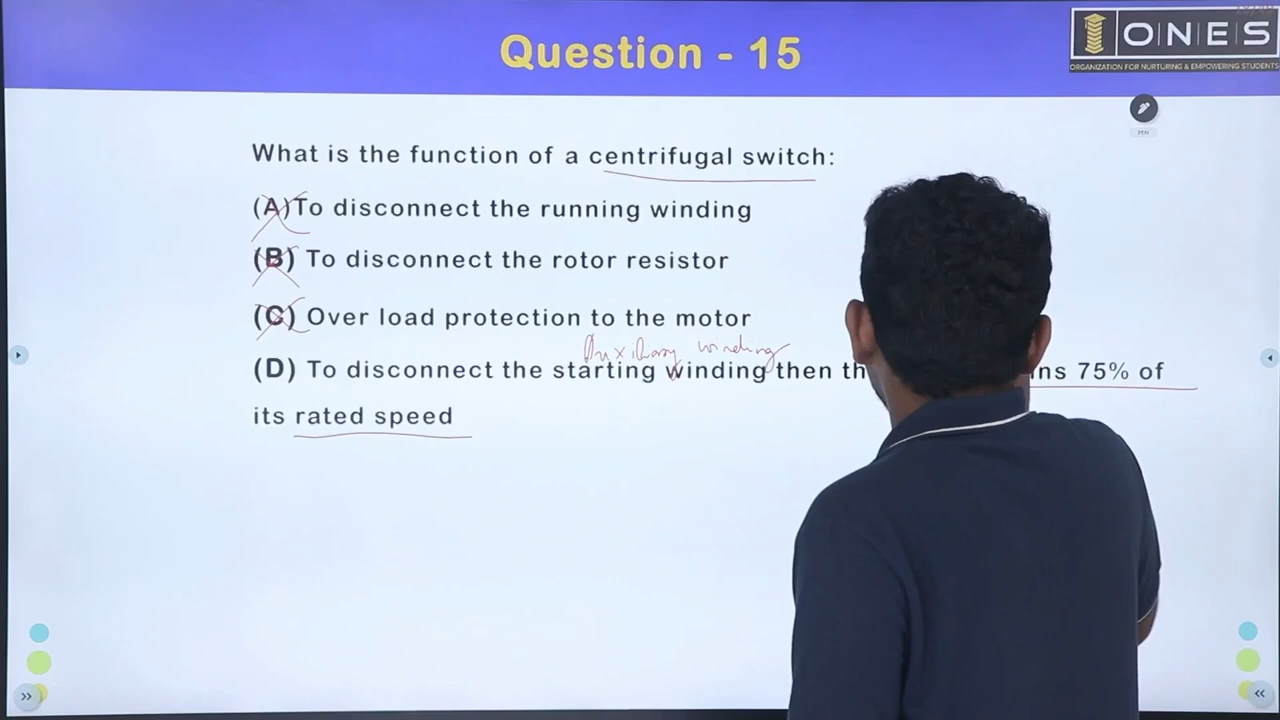 Question - 15
ONES
ORGANIZATION FOR NURTURING & EMPOWERING STUDENTS
PEN
What is the function of a centrifugal switch:
(A) To disconnect the running winding
(B) To disconnect the rotor resistor
(C) Over load protection to the motor
Auxiliary winding
(D) To disconnect the starting winding then th ns 75% of
its rated speed